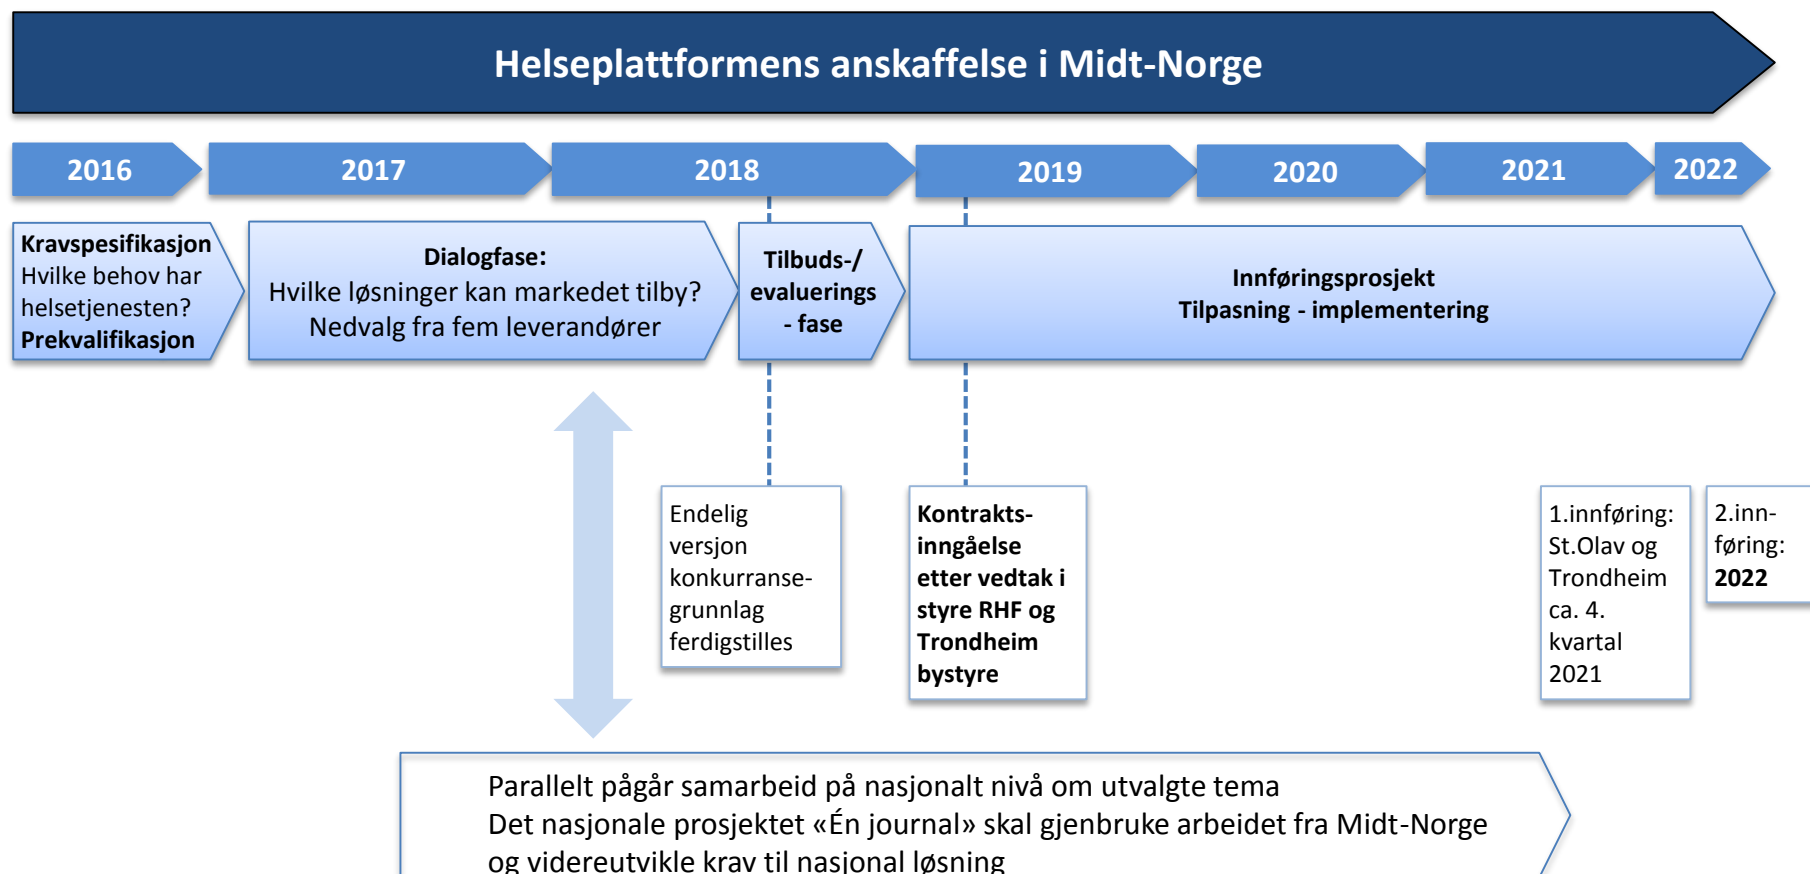 Helseplattformens anskaffelse i Midt-Norge
2016
2017
2018
2019
2020
2021
2022
Kravspesifikasjon
Hvilke behov har
helsetjenesten?
Prekvalifikasjon
Dialogfase:
Hvilke løsninger kan markedet tilby?
Nedvalg fra fem leverandører
Tilbuds-/
evaluerings
- fase
Innføringsprosjekt
Tilpasning - implementering
Endelig
versjon
konkurranse-
grunnlag
ferdigstilles
Kontrakts-
inngåelse
etter vedtak i
styre RHF og
Trondheim
bystyre
1.innføring:
St.Olav og
Trondheim
ca. 4.
kvartal
2021
2.inn-
føring:
2022
Parallelt pågår samarbeid på nasjonalt nivå om utvalgte tema
Det nasjonale prosjektet «Én journal» skal gjenbruke arbeidet fra Midt-Norge
og videreutvikle krav til nasjonal løsning